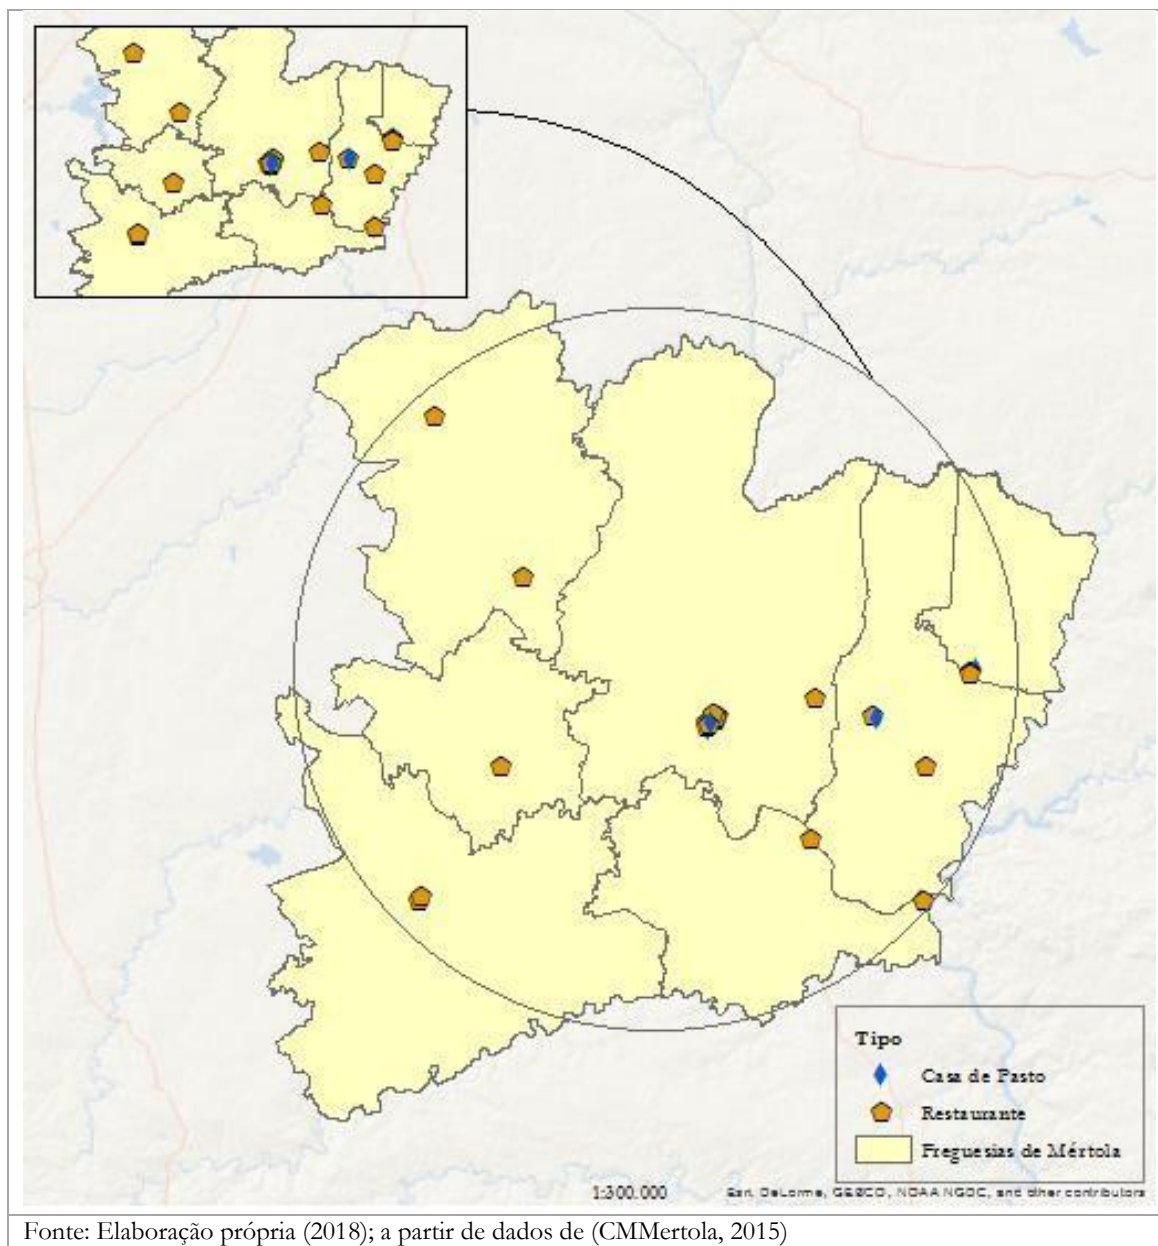 Tipo
Casa de Pasto
Restaurante
Freguesias de Mértola
1:300.000
Esri, DeLorme, GEBCO, NOAA NGDC, and other contributors
Fonte: Elaboração própria (2018); a partir de dados de (CMMertola, 2015)